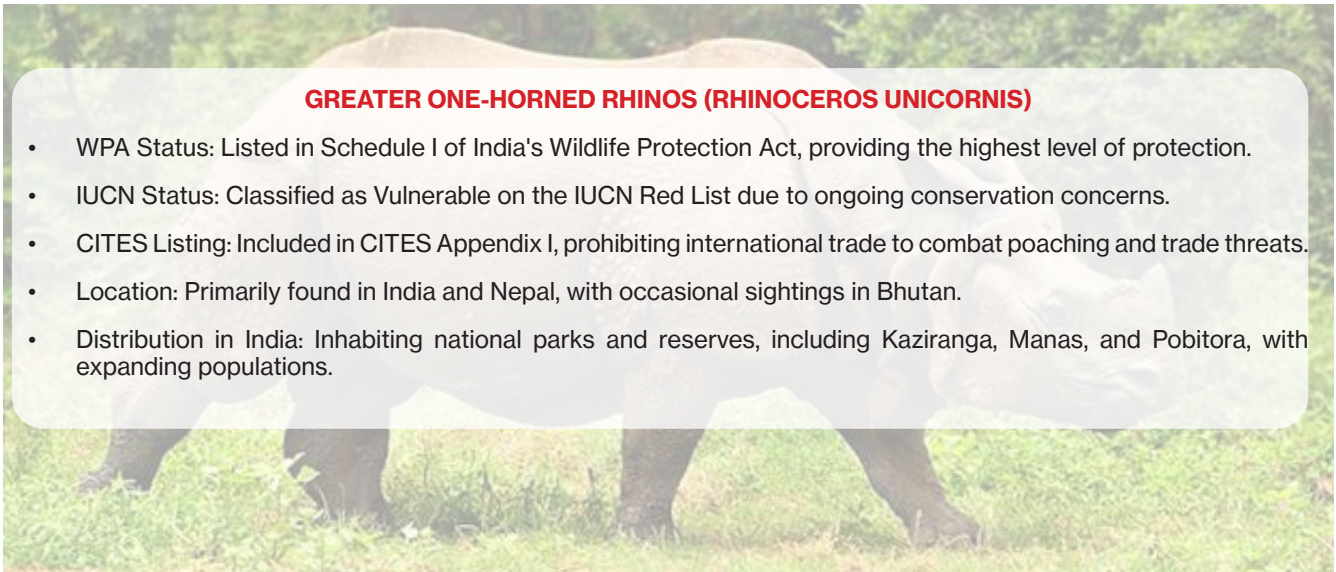 GREATER ONE-HORNED RHINOS (RHINOCEROS UNICORNIS)
• WPA Status: Listed in Schedule I of India's Wildlife Protection Act, providing the highest level of protection.
• IUCN Status: Classified as Vulnerable on the IUCN Red List due to ongoing conservation concerns.
• CITES Listing: Included in CITES Appendix I, prohibiting international trade to combat poaching and trade threats.
• Location: Primarily found in India and Nepal, with occasional sightings in Bhutan.
• Distribution in India: Inhabiting national parks and reserves, including Kaziranga, Manas, and Pobitora, with
expanding populations.